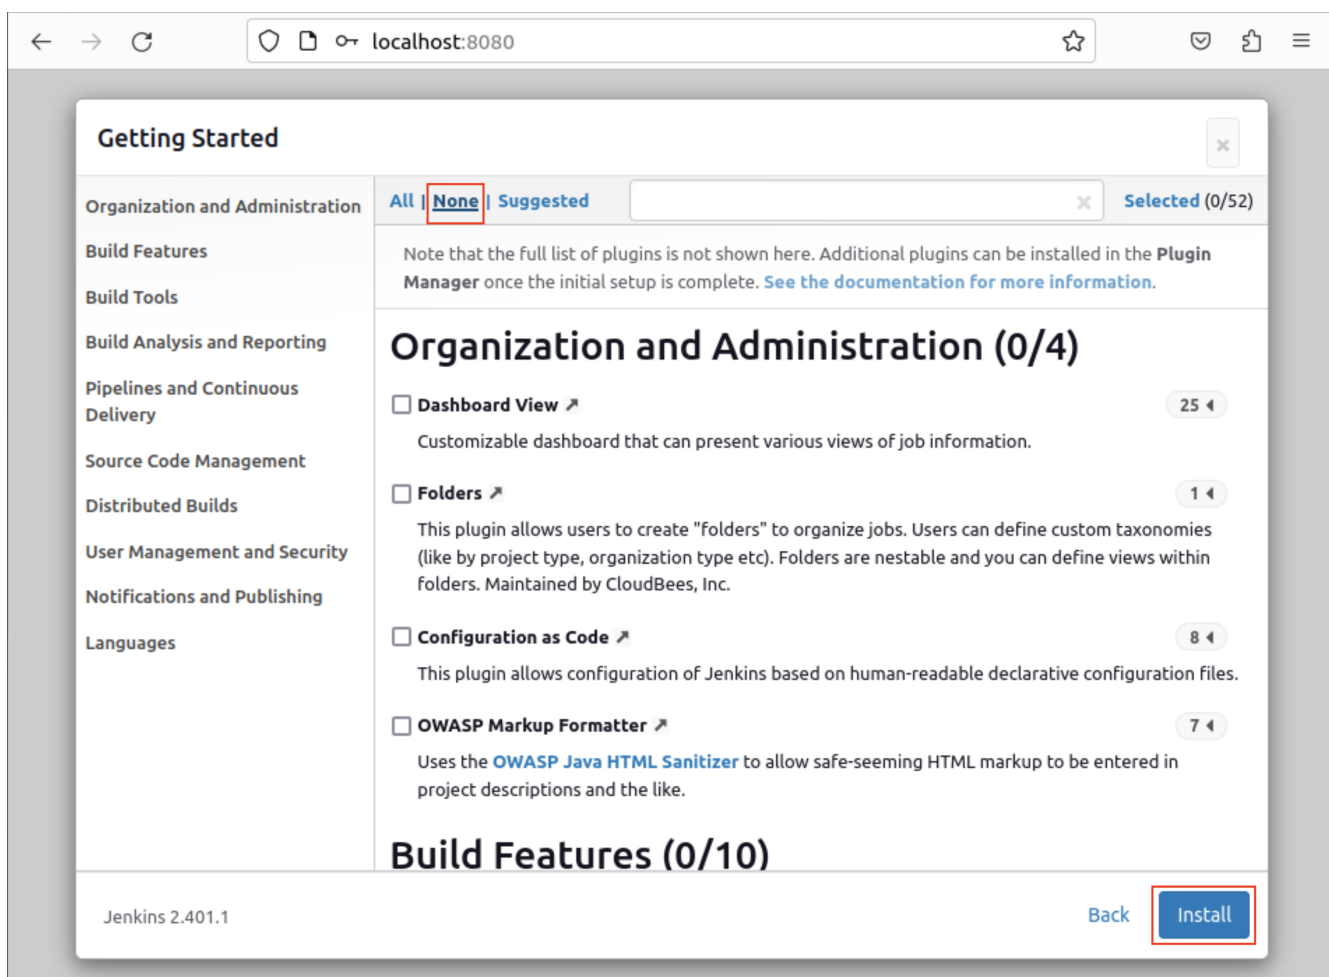 localhost:8080
Getting Started
Organization and Administration
Build Features
Build Tools
Build Analysis and Reporting
Pipelines and Continuous
Delivery
Source Code Management
Distributed Builds
User Management and Security
Notifications and Publishing
Languages
All | None | Suggested
Selected (0/52)
Note that the full list of plugins is not shown here. Additional plugins can be installed in the Plugin
Manager once the initial setup is complete. See the documentation for more information.
Organization and Administration (0/4)
Dashboard View 25
Customizable dashboard that can present various views of job information.
Folders 1
This plugin allows users to create "folders" to organize jobs. Users can define custom taxonomies
(like by project type, organization type etc). Folders are nestable and you can define views within
folders. Maintained by CloudBees, Inc.
Configuration as Code 8
This plugin allows configuration of Jenkins based on human-readable declarative configuration files.
OWASP Markup Formatter 7
Uses the OWASP Java HTML Sanitizer to allow safe-seeming HTML markup to be entered in
project descriptions and the like.
Build Features (0/10)
Jenkins 2.401.1
Back
Install